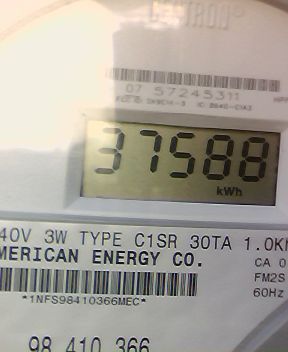 CENTRON®
07 57245311
37588
kWh
40V 3W TYPE C1SR 30TA 1.0K
MERICAN ENERGY CO.
CA 0
FM2S
60Hz
*1NFS98410366MEC*
98 410 366